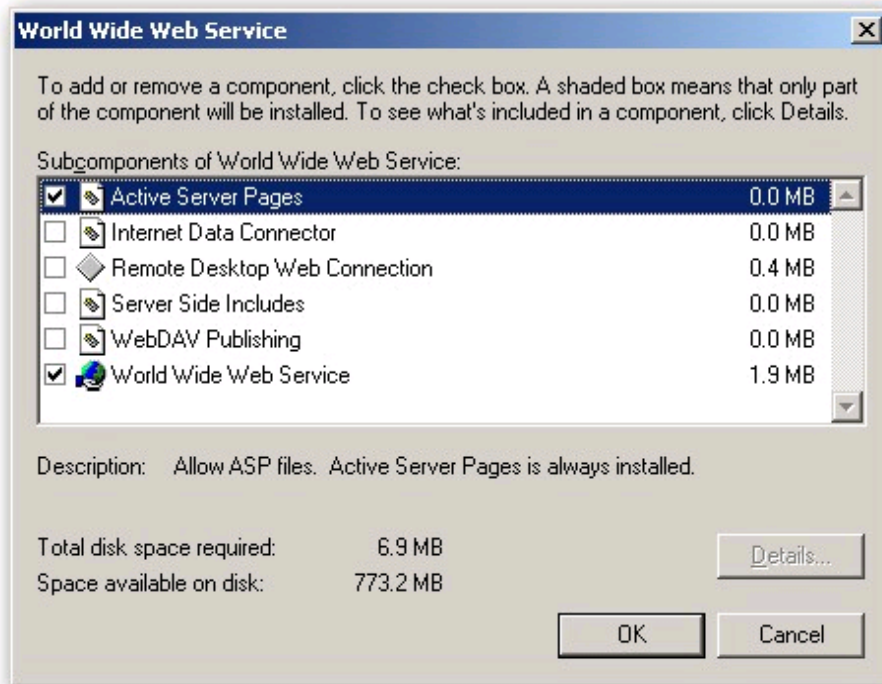 World Wide Web Service
To add or remove a component, click the check box. A shaded box means that only part
of the component will be installed. To see what's included in a component, click Details.
Subcomponents of World Wide Web Service:
Active Server Pages 0.0 MB
Internet Data Connector 0.0 MB
Remote Desktop Web Connection 0.4 MB
Server Side Includes 0.0 MB
WebDAV Publishing 0.0 MB
World Wide Web Service 1.9 MB
Description: Allow ASP files. Active Server Pages is always installed.
Total disk space required: 6.9 MB
Space available on disk: 773.2 MB
Details...
OK Cancel